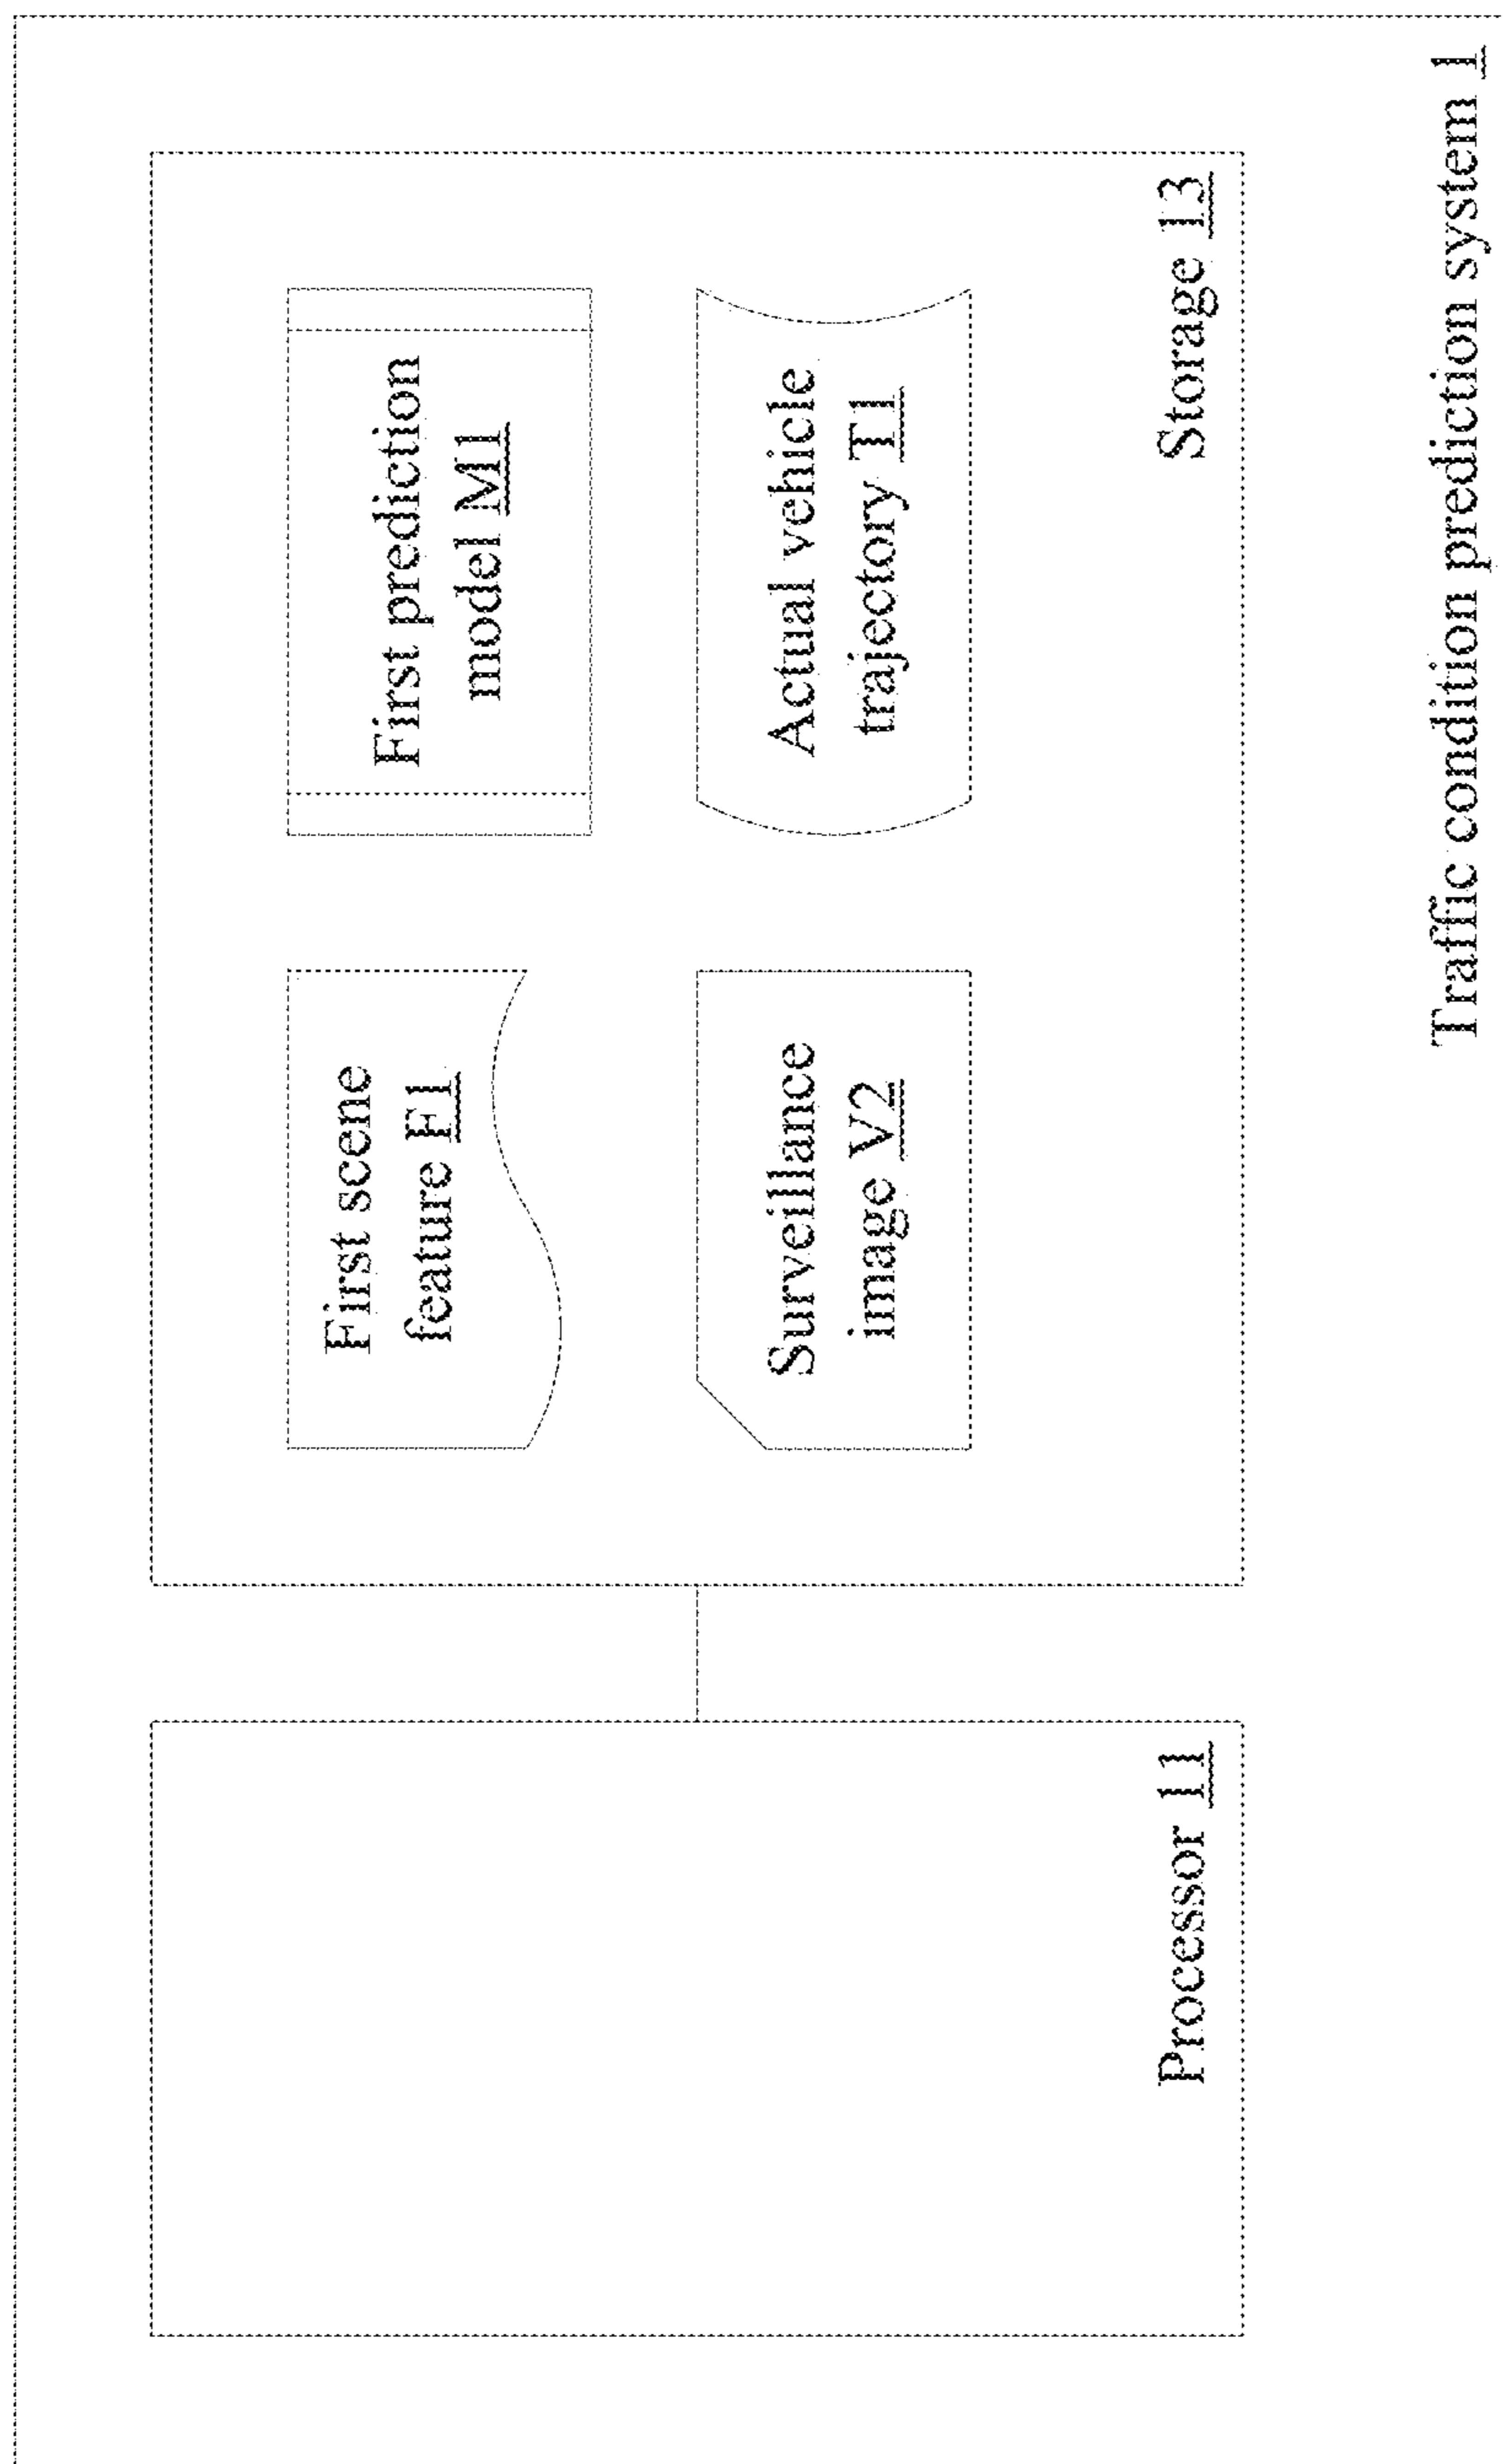 First scene
feature F1
First prediction
model M1
Surveillance
image V2
Actual vehicle
trajectory T1
Processor 11
Storage 13
Traffic condition prediction system 1